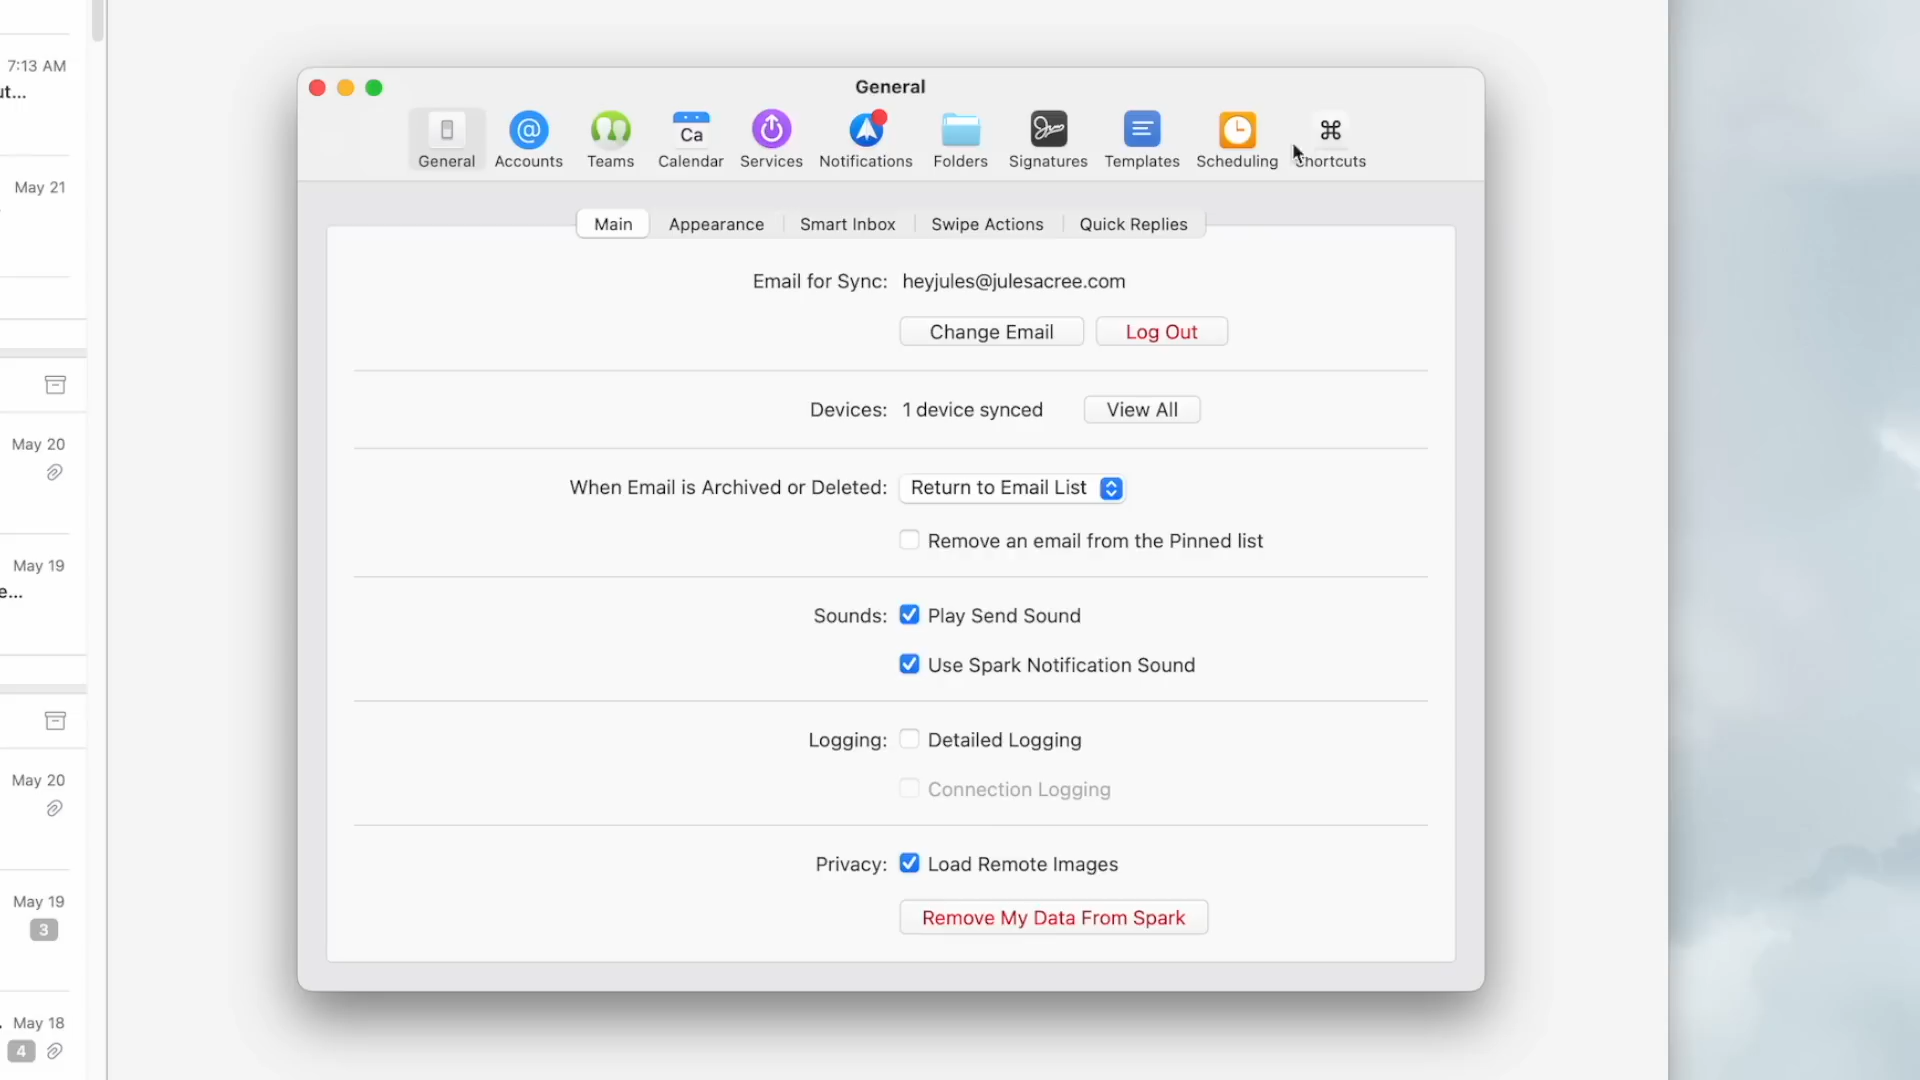 7:13 AM
ut...
May 21
May 20
May 19
e...
May 20
May 19
3
May 18
4
General
General
Accounts
Teams
Ca
Calendar
Services
Notifications
Folders
Signatures
Templates
Scheduling
Shortcuts
Main
Appearance
Smart Inbox
Swipe Actions
Quick Replies
Email for Sync: heyjules@julesacree.com
Change Email
Log Out
Devices: 1 device synced
View All
When Email is Archived or Deleted: Return to Email List
Remove an email from the Pinned list
Sounds: Play Send Sound
Use Spark Notification Sound
Logging: Detailed Logging
Connection Logging
Privacy: Load Remote Images
Remove My Data From Spark